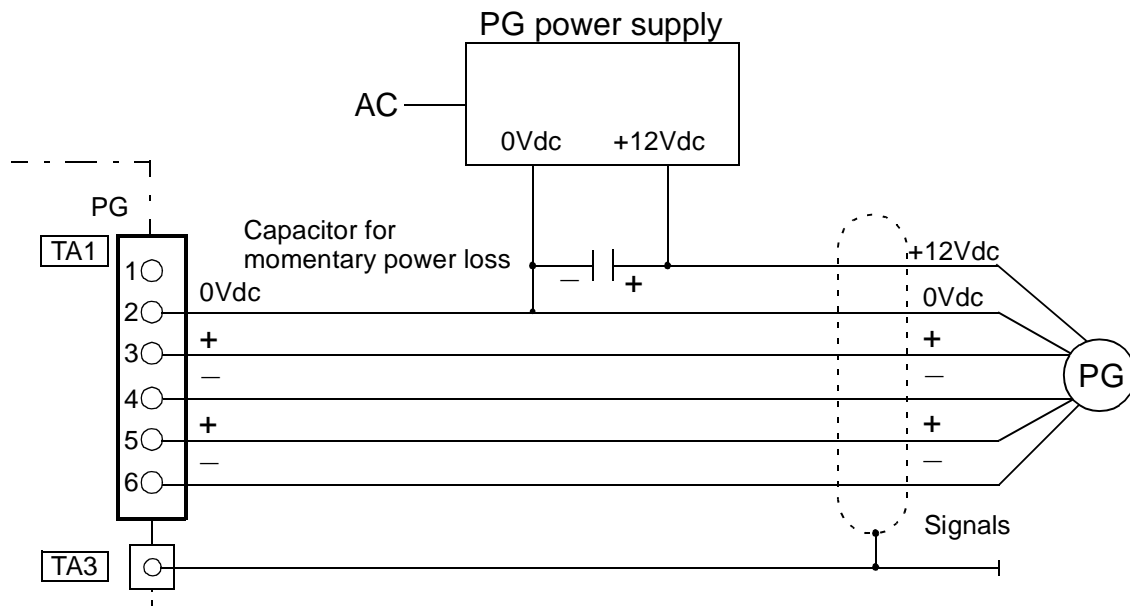 PG power supply
AC
0Vdc +12Vdc
PG
TA1
Capacitor for
momentary power loss
− +
+12Vdc
1
0Vdc
0Vdc
2
+
+
3
−
−
PG
4
+
+
5
−
−
6
Signals
TA3